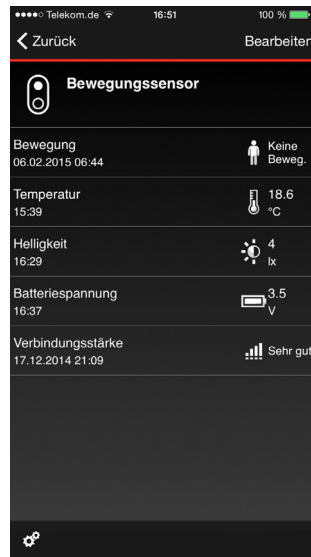 Telekom.de 16:51 100 %
Zurück Bearbeiten
Bewegungssensor
Bewegung
06.02.2015 06:44
Keine
Beweg.
Temperatur
15:39
18.6
°C
Helligkeit
16:29
4
lx
Batteriespannung
16:37
3.5
V
Verbindungsstärke
17.12.2014 21:09
Sehr gut